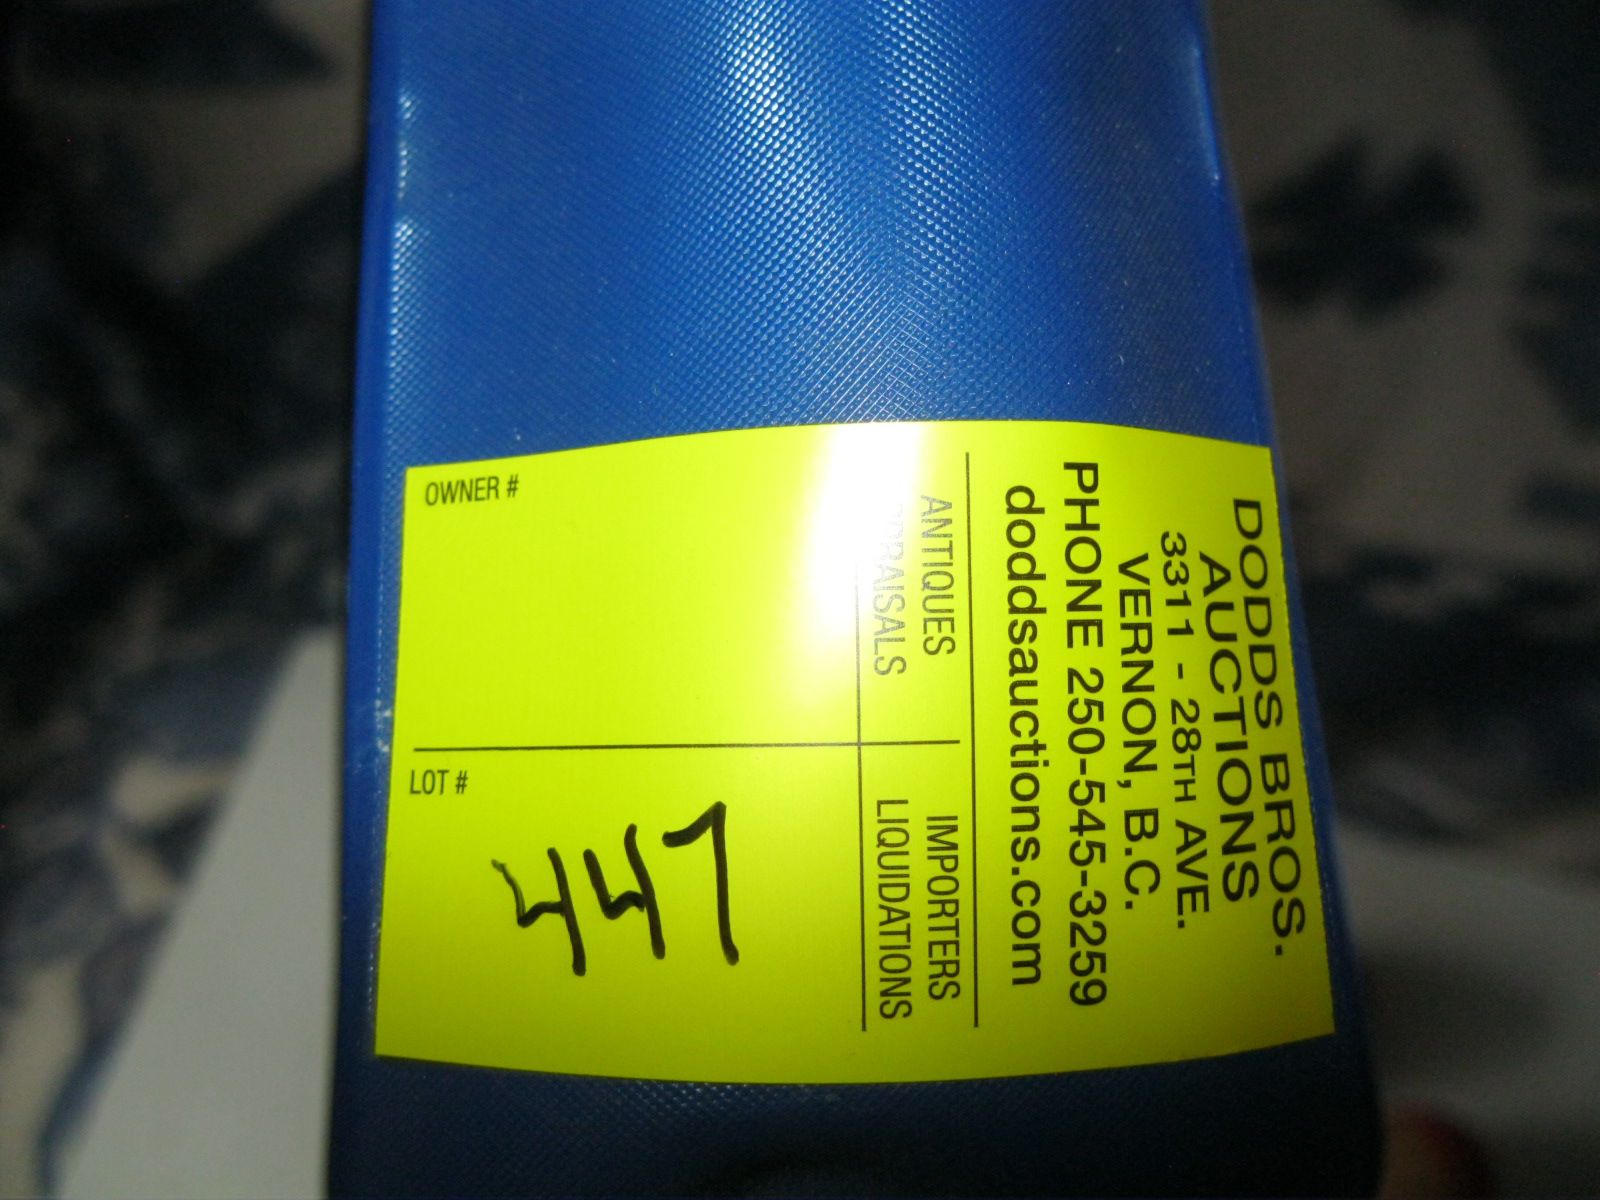 DODDS BROS.
AUCTIONS
3311 - 28TH AVE.
VERNON, B.C.
PHONE 250-545-3259
doddsauctions.com
ANTIQUES
IMPORTERS
LIQUIDATIONS
OWNER #
LOT #
447